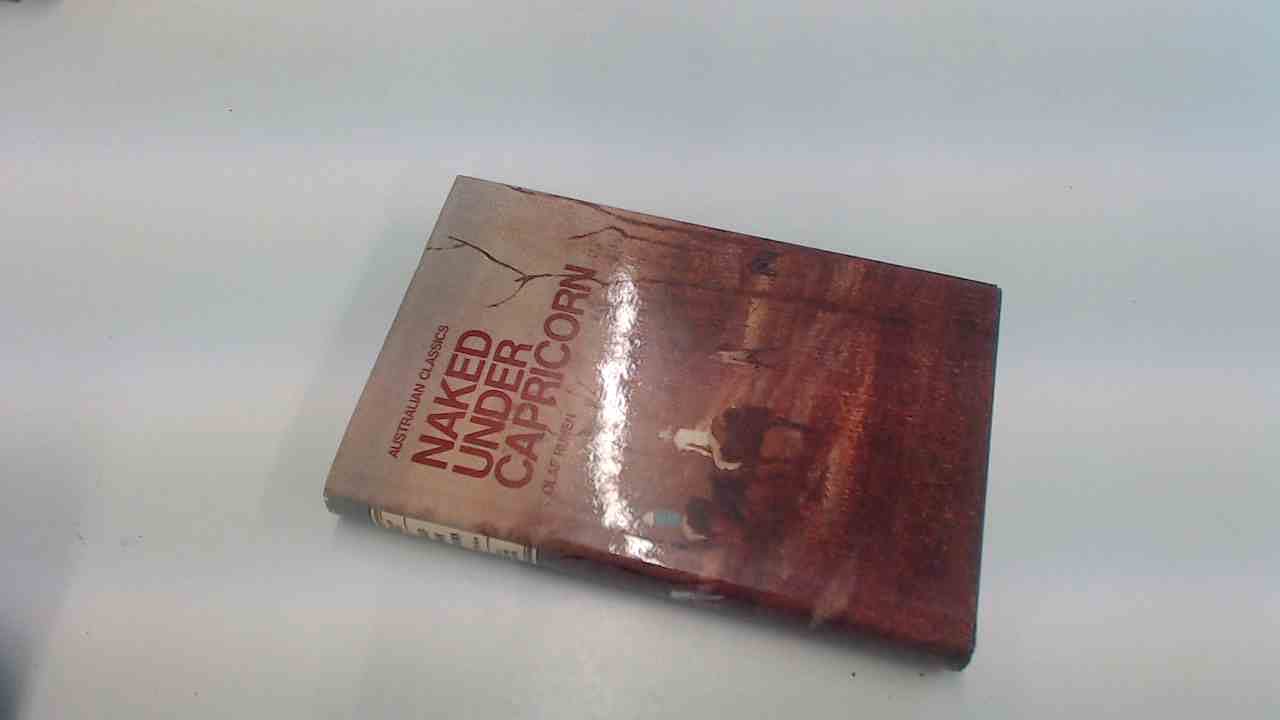 AUSTRALIAN CLASSICS
NAKED
UNDER
CAPRICORN
OLAF RUHEN